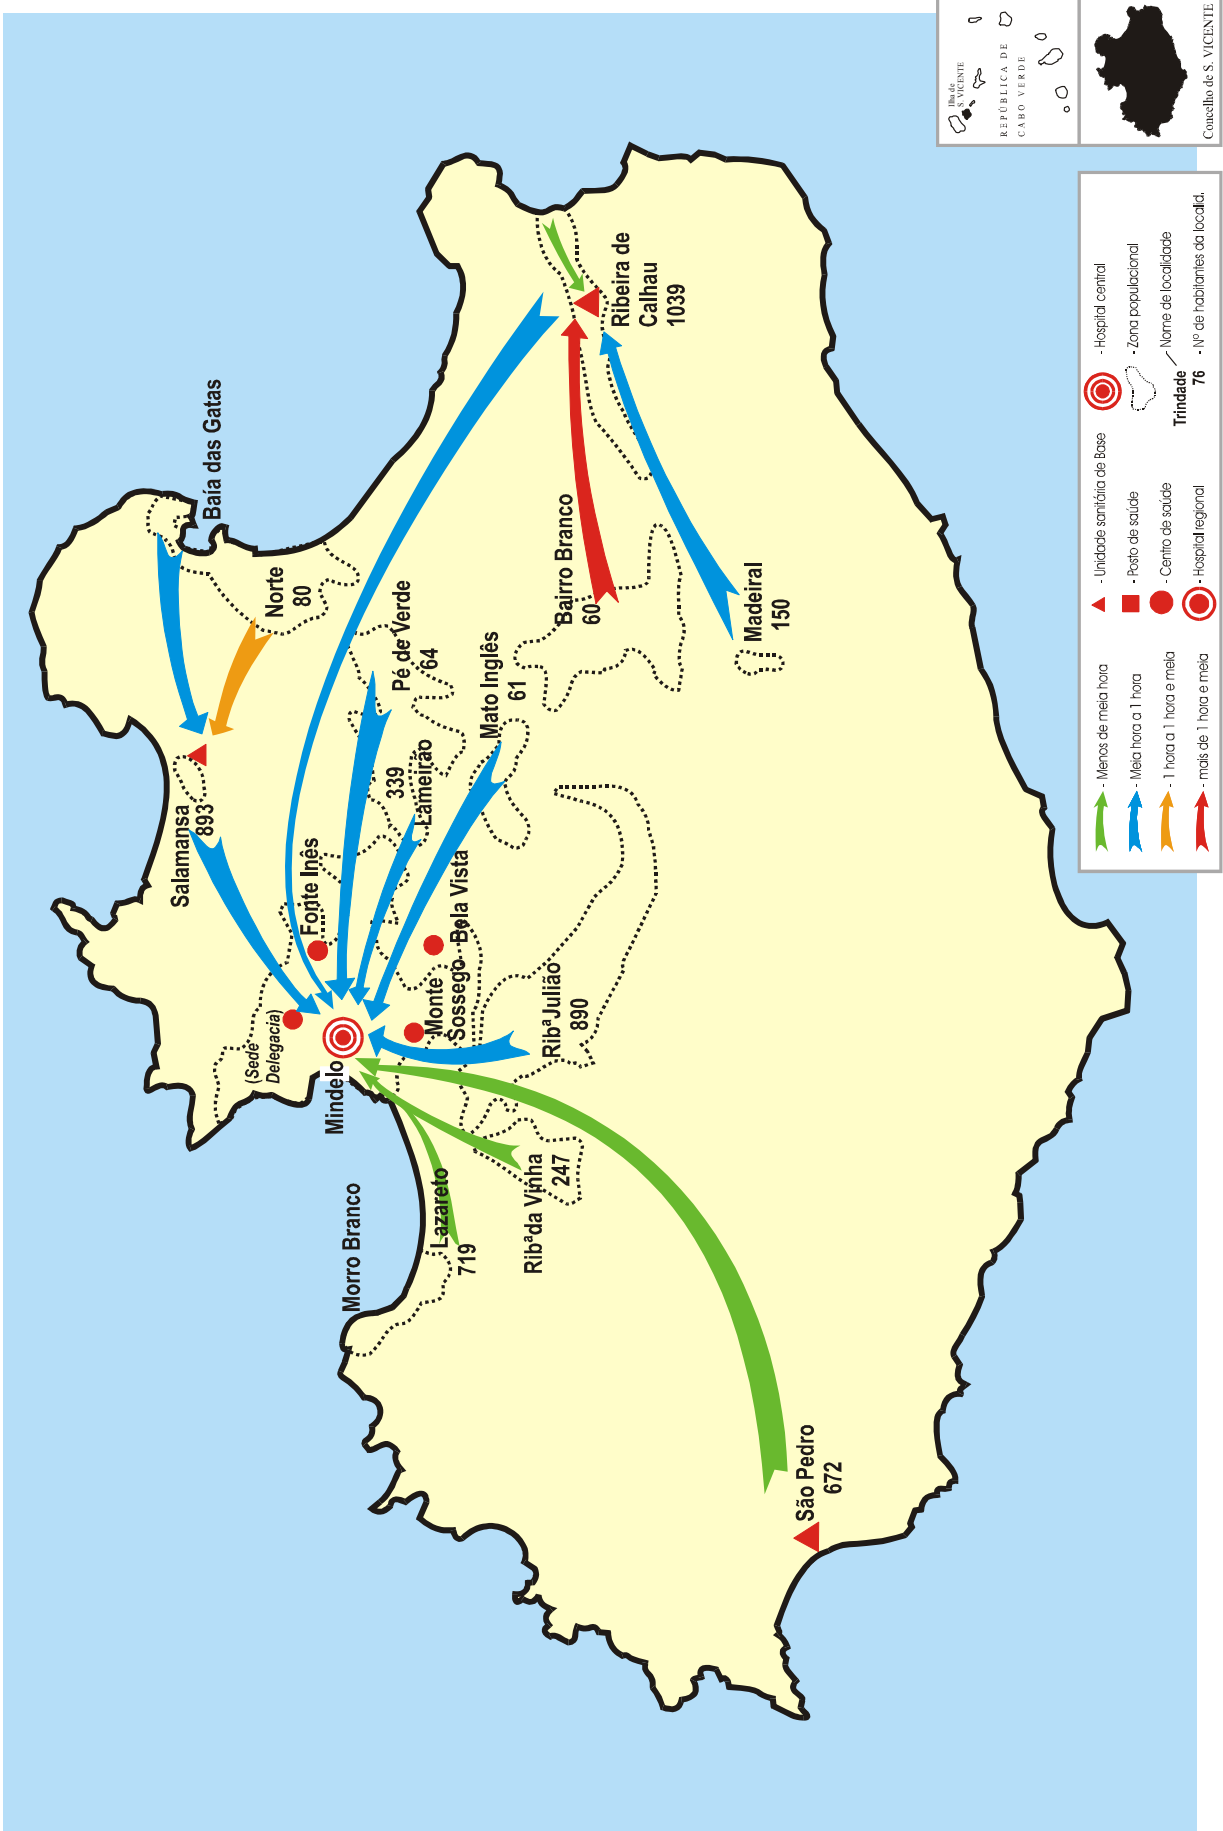 Baía das Gatas
Norte
80
Salamansa
893
Pé de Verde
64
339
Lameirão
Mato Inglês
61
Fonte Inês
Bela Vista
Monte
Sossego
(Sede
Delegacia)
Mindelo
Ribª Julião
890
Ribª da Vinha
247
Lazareto
719
Morro Branco
São Pedro
672
Bairro Branco
60
Madeiral
150
Ribeira de
Calhau
1039
Ilha de
S. VICENTE
REPÚBLICA DE
CABO VERDE
Concelho de S. VICENTE
- Menos de meia hora
- Meia hora a 1 hora
- 1 hora a 1 hora e meia
- mais de 1 hora e meia
- Unidade sanitária de Base
- Posto de saúde
- Centro de saúde
- Hospital regional
- Hospital central
- Zona populacional
Trindade
- Nome de localidade
76
- Nº de habitantes da localid.